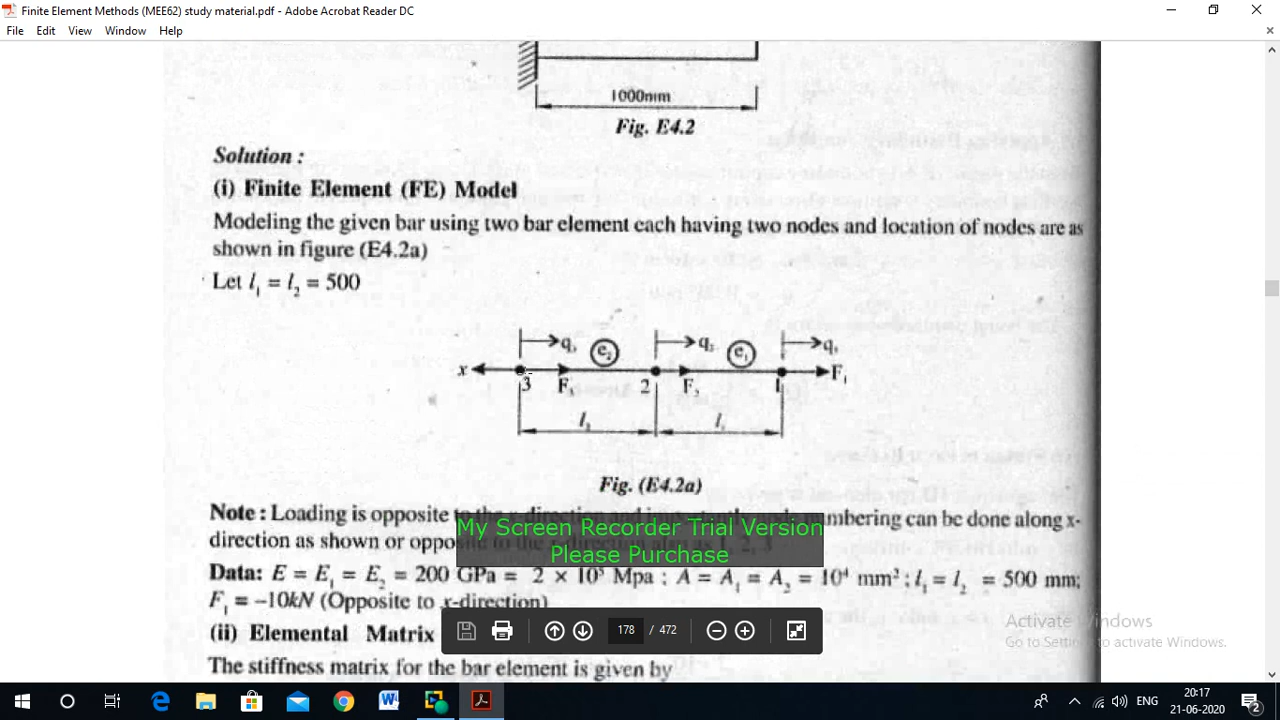 Finite Element Methods (MEE62) study material.pdf - Adobe Acrobat Reader DC
File Edit View Window Help
1000mm
Fig. E4.2
Solution :
(i) Finite Element (FE) Model
Modeling the given bar using two bar element each having two nodes and location of nodes are as
shown in figure (E4.2a)
Let l₁ = l₂ = 500
q₃ e₂ q₂ e₁ q₁
x F₁
3 F₃ 2 F₂ 1
l₂ l₁
Fig. (E4.2a)
Note : Loading is opposite to the numbering can be done along x-
direction as shown or oppo
My Screen Recorder Trial Version
Please Purchase
Data: E = E₁ = E₂ = 200 GPa = 2 × 10⁵ Mpa ; A = A₁ = A₂ = 10⁴ mm² ; l₁ = l₂ = 500 mm;
F₁ = -10kN (Opposite to x-direction)
(ii) Elemental Matrix
178 / 472
The stiffness matrix for the bar element is given by
Activate Windows
Go to Settings to activate Windows.
ENG
20:17
21-06-2020
2